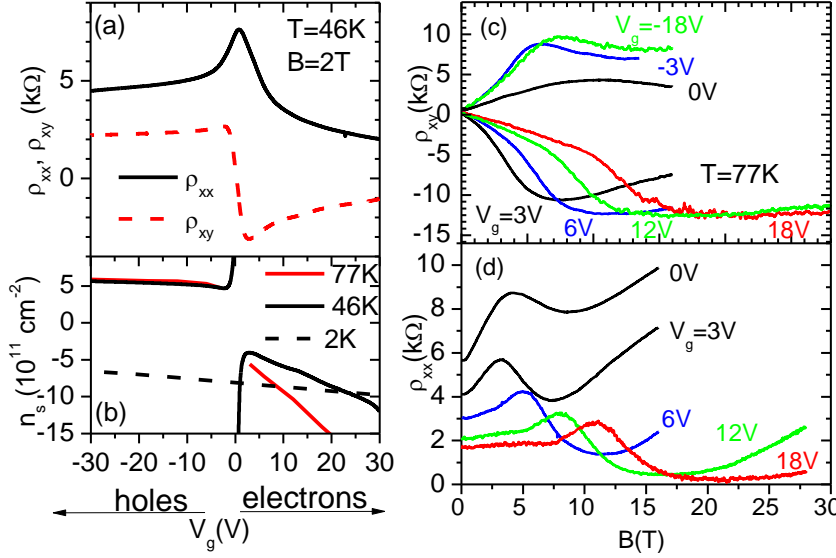 (a)
T=46K
B=2T
5
0
ρxx, ρxy (kΩ)
ρxx
ρxy
(b)
77K
46K
2K
5
0
-5
-10
-15
ns, (10¹¹ cm⁻²)
-30 -20 -10 0 10 20 30
holes electrons
Vg(V)
(c)
Vg=-18V
-3V
0V
10
5
0
-5
-10
-15
ρxy(kΩ)
T=77K
Vg=3V
6V
12V
18V
(d)
0V
Vg=3V
6V
12V
18V
10
8
6
4
2
0
ρxx(kΩ)
0 5 10 15 20 25 30
B(T)